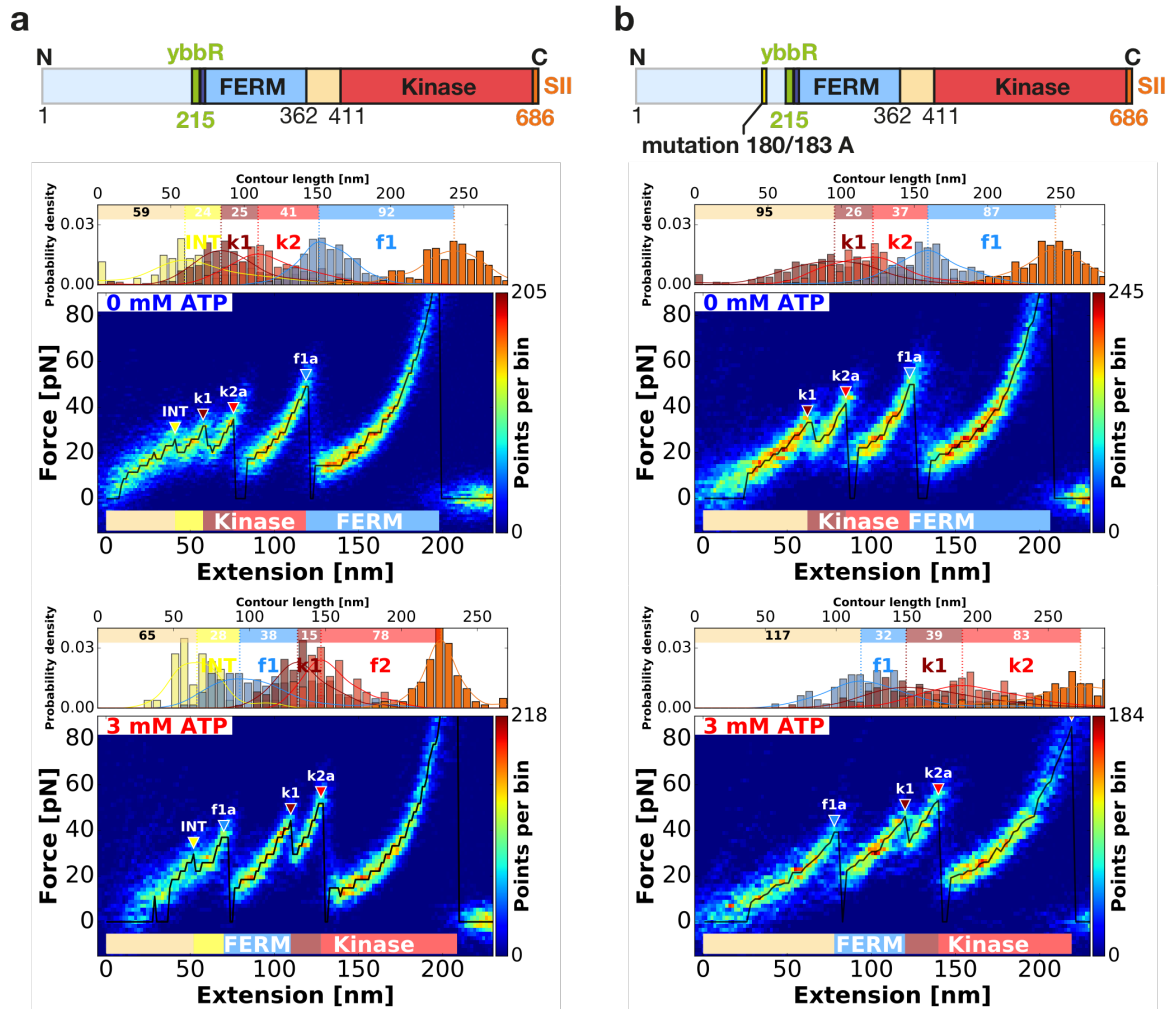 a
ybbR
N
C
FERM
Kinase
SII
1
215
362
411
686
Contour length [nm]
0 50 100 150 200 250
Probability density
0.03
0.00
59 24 25 41 92
INT k1 k2 f1
0 mM ATP
205
Force [pN]
80
60
40
20
0
INT k1 k2a f1a
Points per bin
0
Kinase FERM
0 50 100 150 200
Extension [nm]
Contour length [nm]
0 50 100 150 200
Probability density
0.03
0.00
65 28 38 15 78
INT f1 k1 f2
3 mM ATP
218
Force [pN]
80
60
40
20
0
INT f1a k1 k2a
Points per bin
0
FERM Kinase
0 50 100 150 200
Extension [nm]
b
ybbR
N
C
FERM
Kinase
SII
1
215
362
411
686
mutation 180/183 A
Contour length [nm]
0 50 100 150 200 250
Probability density
0.03
0.00
95 26 37 87
k1 k2 f1
0 mM ATP
245
Force [pN]
80
60
40
20
0
k1 k2a f1a
Points per bin
0
Kinase FERM
0 50 100 150 200
Extension [nm]
Contour length [nm]
0 50 100 150 200 250
Probability density
0.03
0.00
117 32 39 83
f1 k1 k2
3 mM ATP
184
Force [pN]
80
60
40
20
0
f1a k1 k2a
Points per bin
0
FERM Kinase
0 50 100 150 200
Extension [nm]